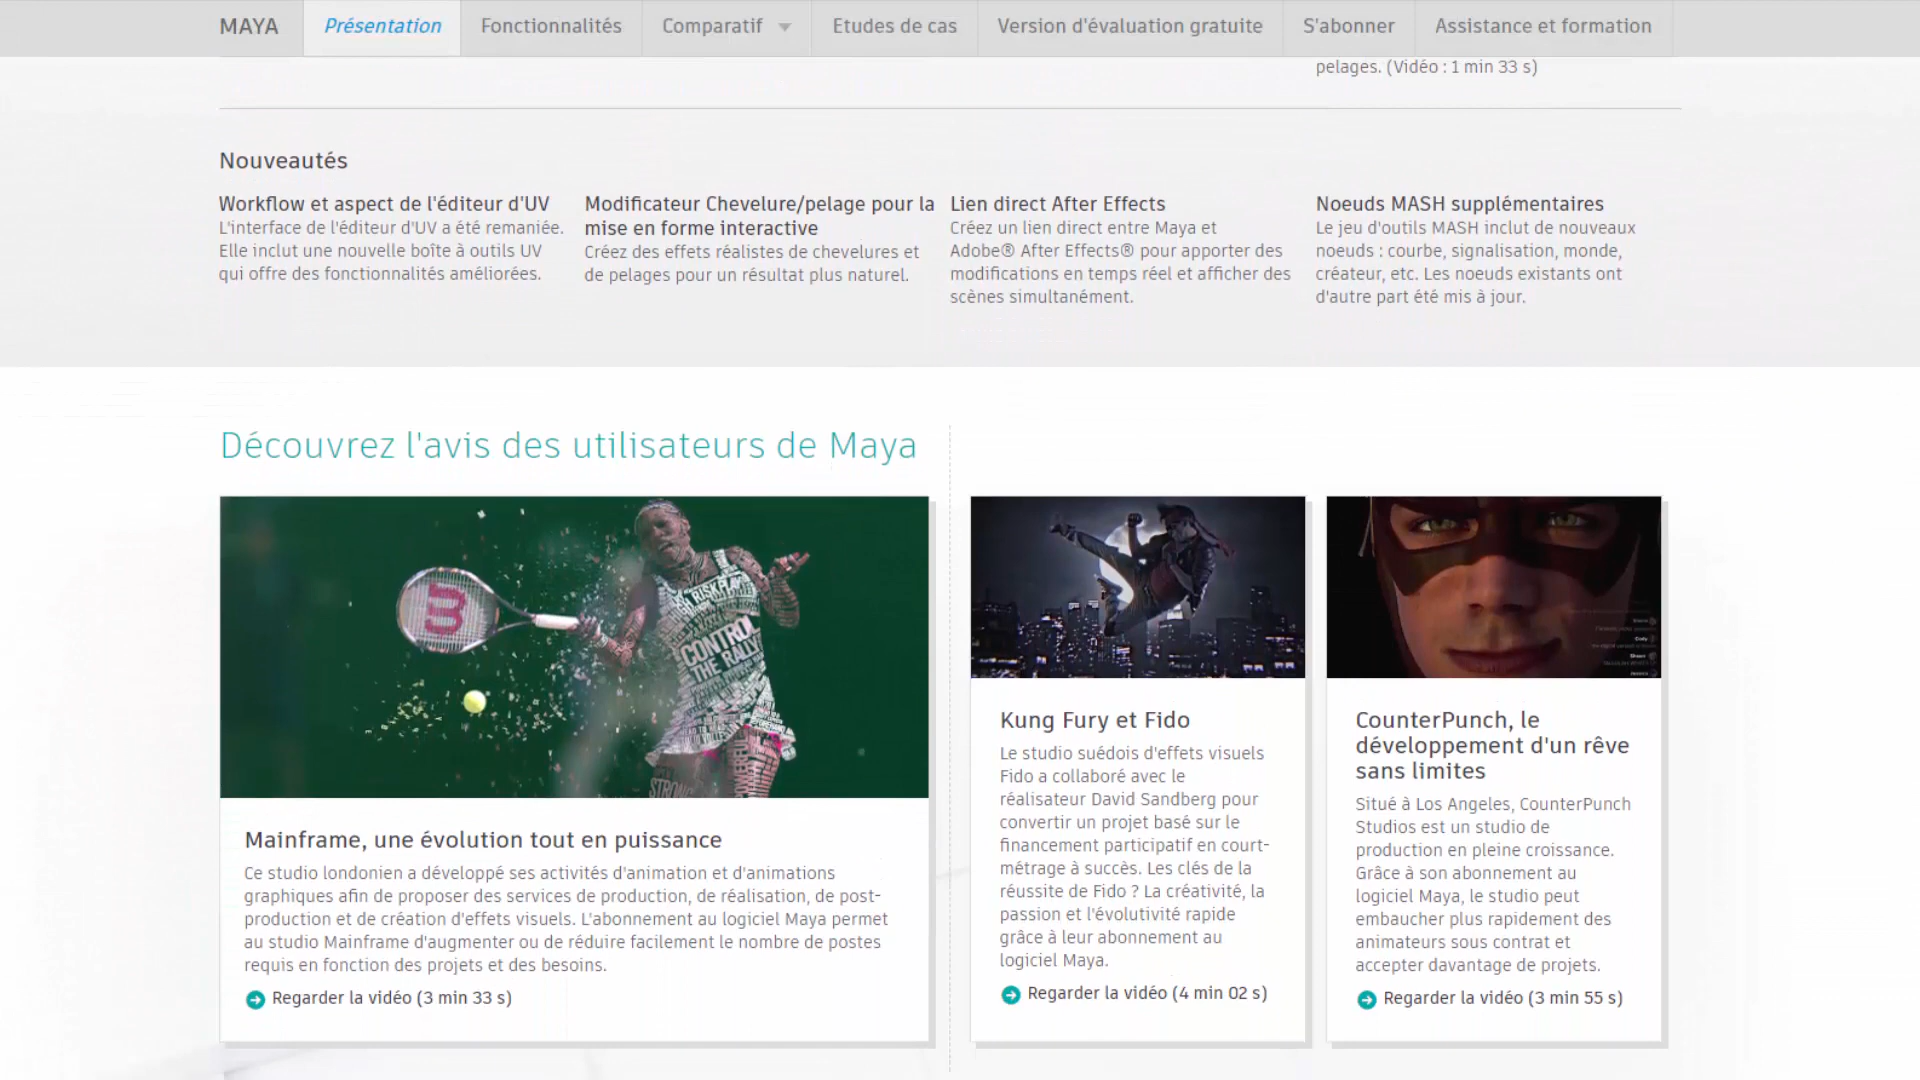 MAYA
Présentation
Fonctionnalités
Comparatif
Etudes de cas
Version d'évaluation gratuite
S'abonner
Assistance et formation
pelages. (Vidéo : 1 min 33 s)
Nouveautés
Workflow et aspect de l'éditeur d'UV
L'interface de l'éditeur d'UV a été remaniée.
Elle inclut une nouvelle boîte à outils UV
qui offre des fonctionnalités améliorées.
Modificateur Chevelure/pelage pour la
mise en forme interactive
Créez des effets réalistes de chevelures et
de pelages pour un résultat plus naturel.
Lien direct After Effects
Créez un lien direct entre Maya et
Adobe® After Effects® pour apporter des
modifications en temps réel et afficher des
scènes simultanément.
Noeuds MASH supplémentaires
Le jeu d'outils MASH inclut de nouveaux
noeuds : courbe, signalisation, monde,
créateur, etc. Les noeuds existants ont
d'autre part été mis à jour.
Découvrez l'avis des utilisateurs de Maya
RISK
CONTROL
THE RALLY
STRONG
Mainframe, une évolution tout en puissance
Ce studio londonien a développé ses activités d'animation et d'animations
graphiques afin de proposer des services de production, de réalisation, de post-
production et de création d'effets visuels. L'abonnement au logiciel Maya permet
au studio Mainframe d'augmenter ou de réduire facilement le nombre de postes
requis en fonction des projets et des besoins.
Regarder la vidéo (3 min 33 s)
Kung Fury et Fido
Le studio suédois d'effets visuels
Fido a collaboré avec le
réalisateur David Sandberg pour
convertir un projet basé sur le
financement participatif en court-
métrage à succès. Les clés de la
réussite de Fido ? La créativité, la
passion et l'évolutivité rapide
grâce à leur abonnement au
logiciel Maya.
Regarder la vidéo (4 min 02 s)
CounterPunch, le
développement d'un rêve
sans limites
Situé à Los Angeles, CounterPunch
Studios est un studio de
production en pleine croissance.
Grâce à son abonnement au
logiciel Maya, le studio peut
embaucher plus rapidement des
animateurs sous contrat et
accepter davantage de projets.
Regarder la vidéo (3 min 55 s)